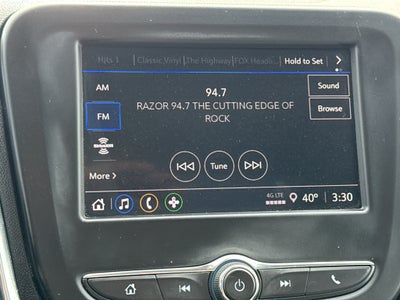 Hits 1 Classic Vinyl The Highway FOX Headli... Hold to Set >
AM
94.7
Sound
RAZOR 94.7 THE CUTTING EDGE OF
ROCK
FM
Browse
Tune
More >
4G LTE
40° 3:30